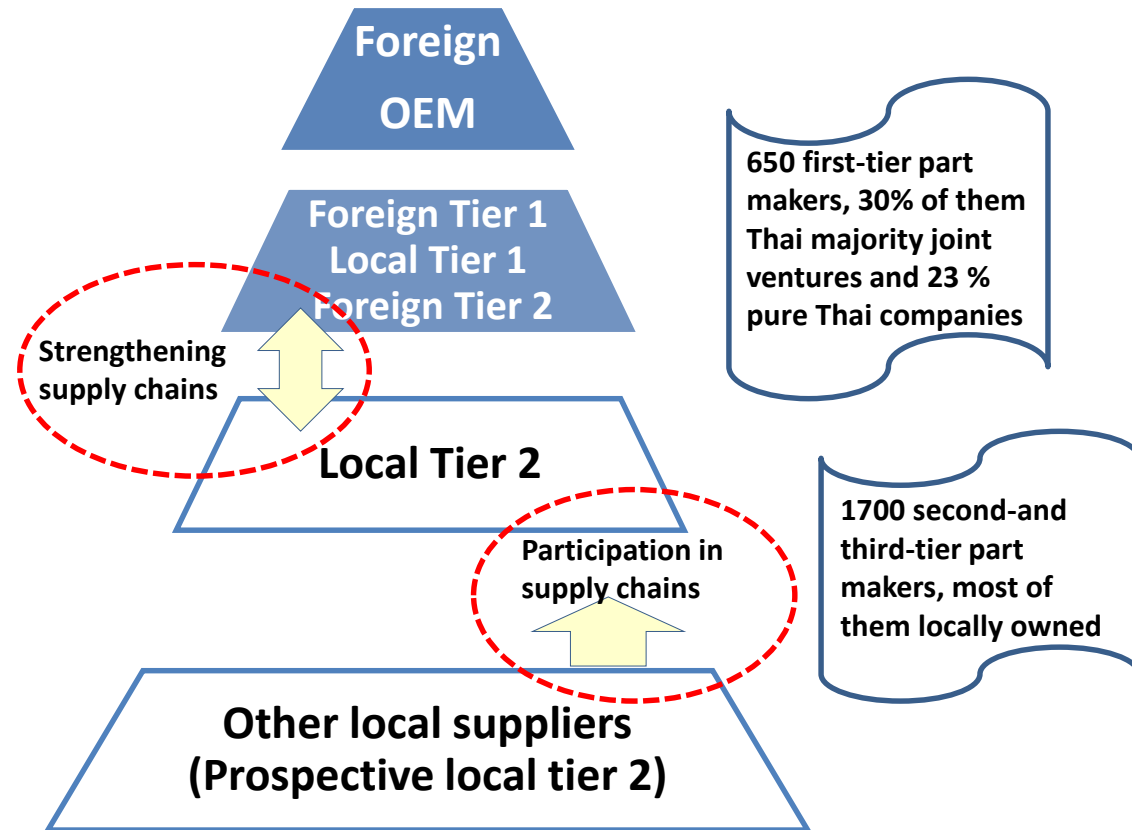 Foreign
OEM
Foreign Tier 1
Local Tier 1
Foreign Tier 2
Strengthening
supply chains
Local Tier 2
Participation in
supply chains
Other local suppliers
(Prospective local tier 2)
650 first-tier part
makers, 30% of them
Thai majority joint
ventures and 23 %
pure Thai companies
1700 second-and
third-tier part
makers, most of
them locally owned